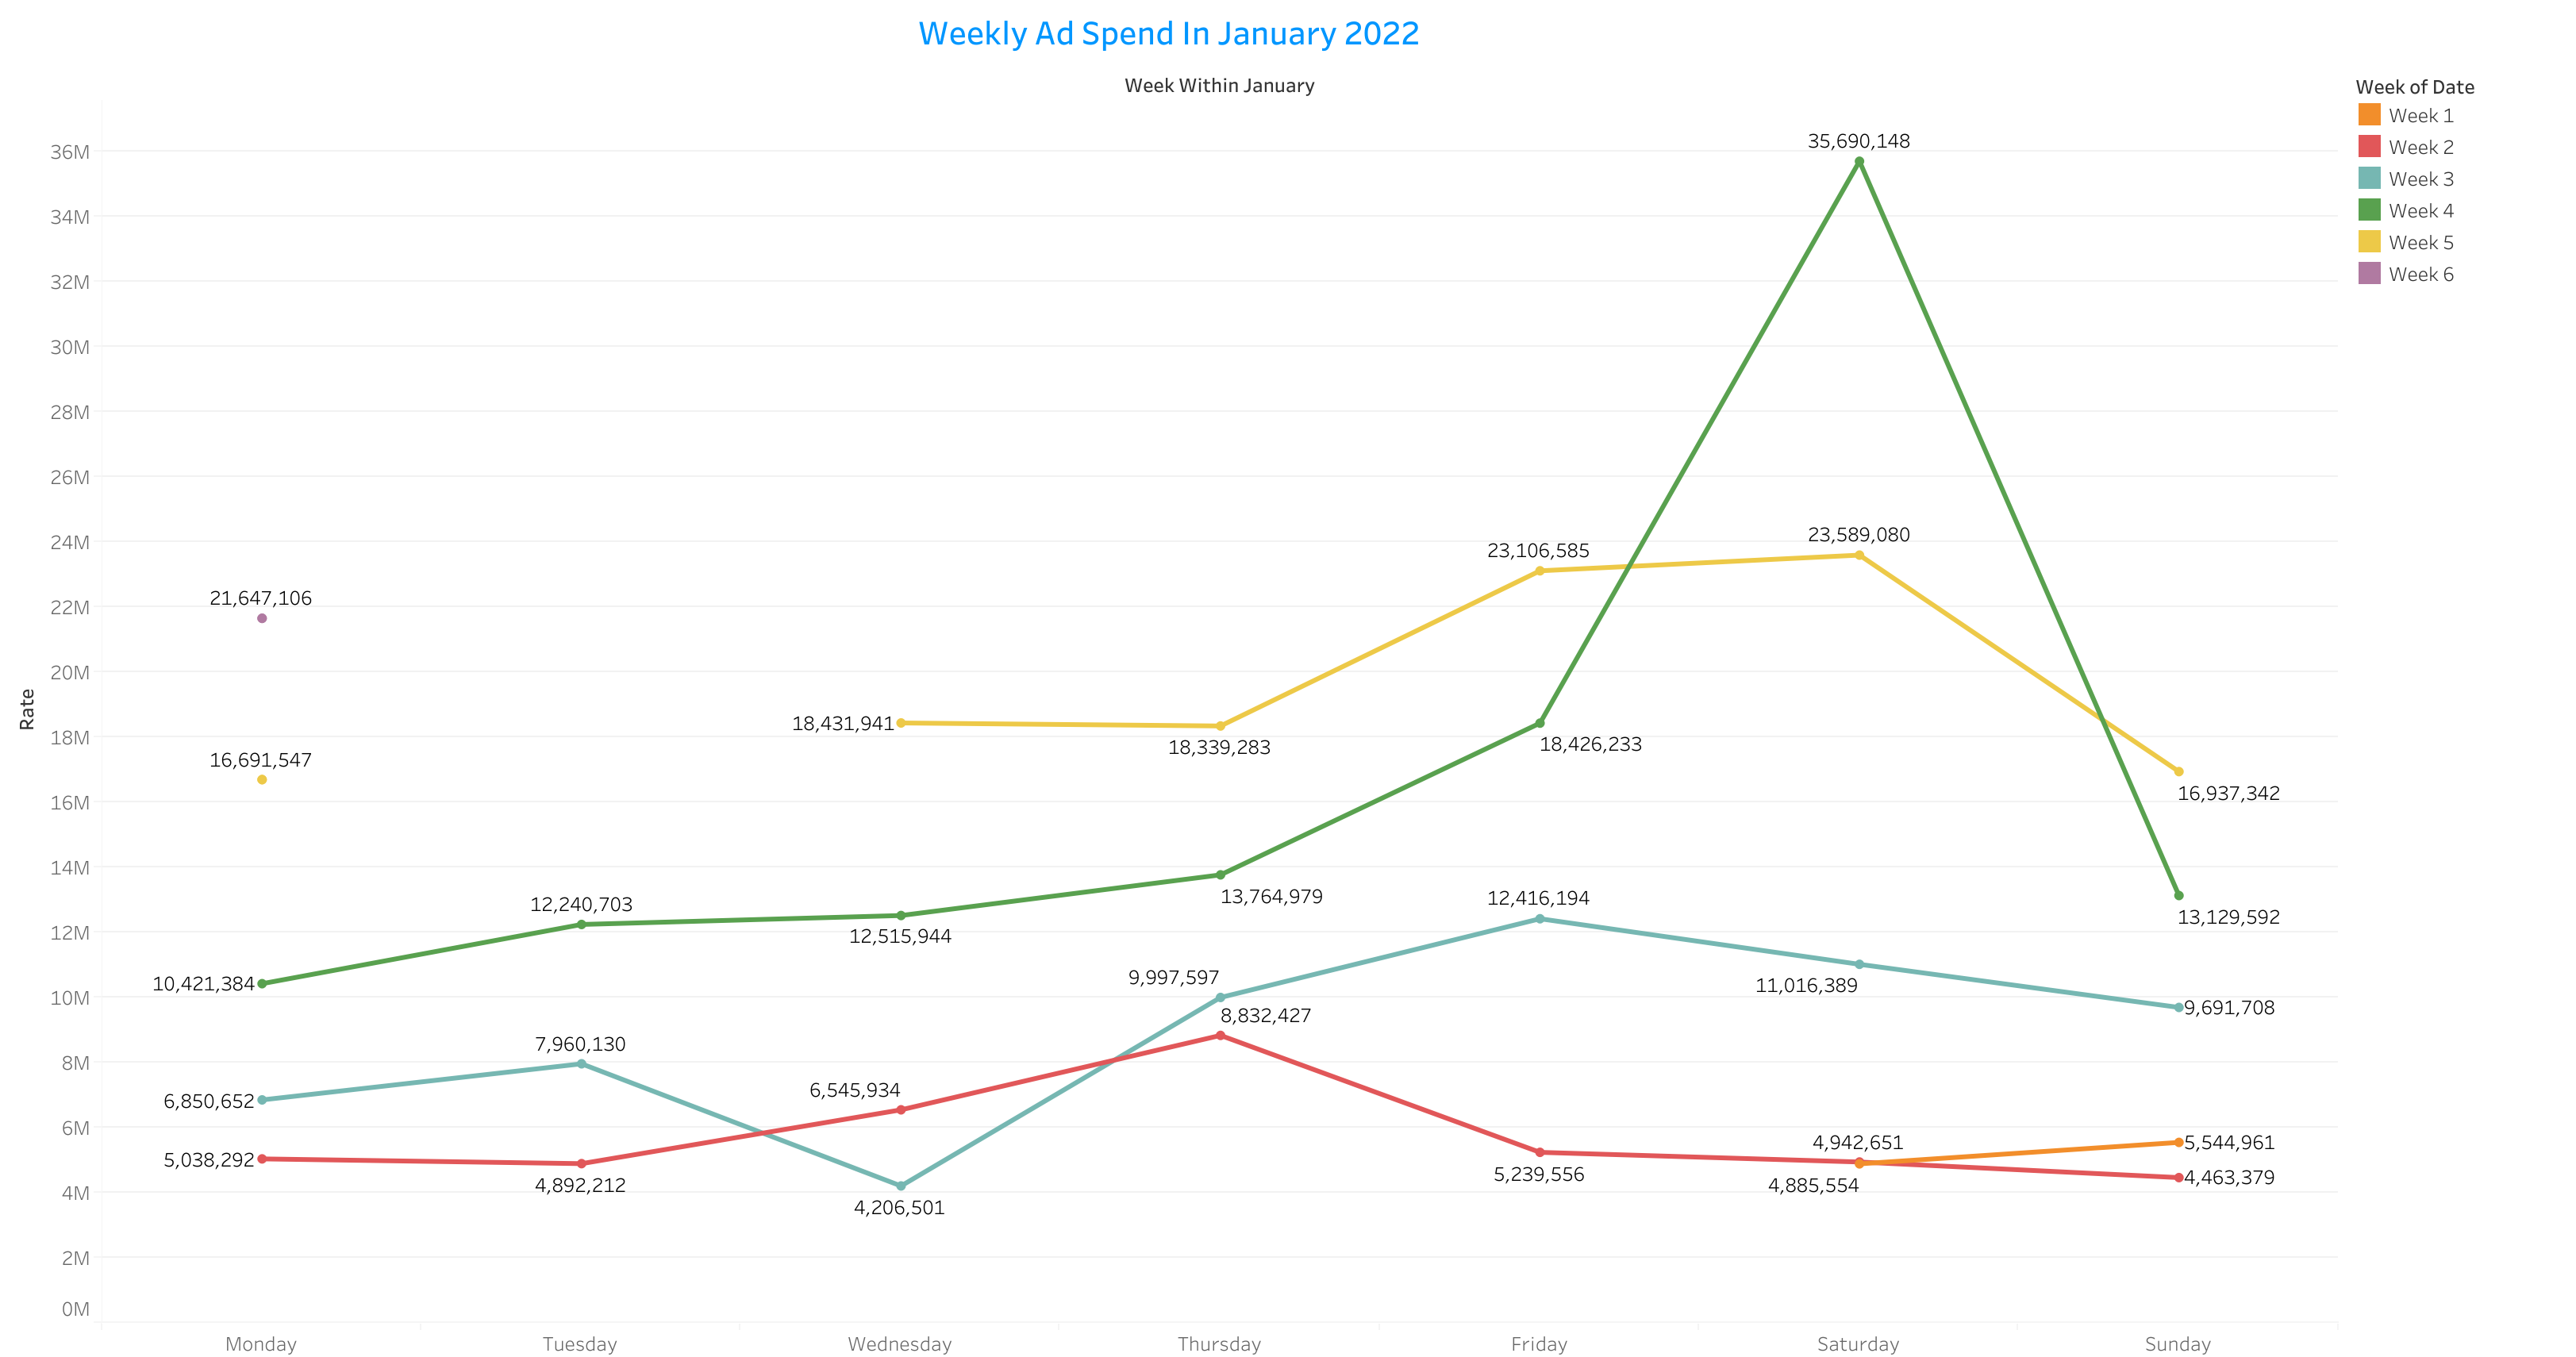 Weekly Ad Spend In January 2022
Week Within January
Week of Date
Week 1
Week 2
Week 3
Week 4
Week 5
Week 6
Rate
36M
34M
32M
30M
28M
26M
24M
22M
20M
18M
16M
14M
12M
10M
8M
6M
4M
2M
0M
35,690,148
23,106,585
23,589,080
21,647,106
18,431,941
18,339,283
18,426,233
16,691,547
16,937,342
12,240,703
12,515,944
13,764,979
12,416,194
13,129,592
10,421,384
9,997,597
11,016,389
9,691,708
8,832,427
7,960,130
6,850,652
6,545,934
5,038,292
4,892,212
4,206,501
5,239,556
4,942,651
4,885,554
5,544,961
4,463,379
Monday
Tuesday
Wednesday
Thursday
Friday
Saturday
Sunday